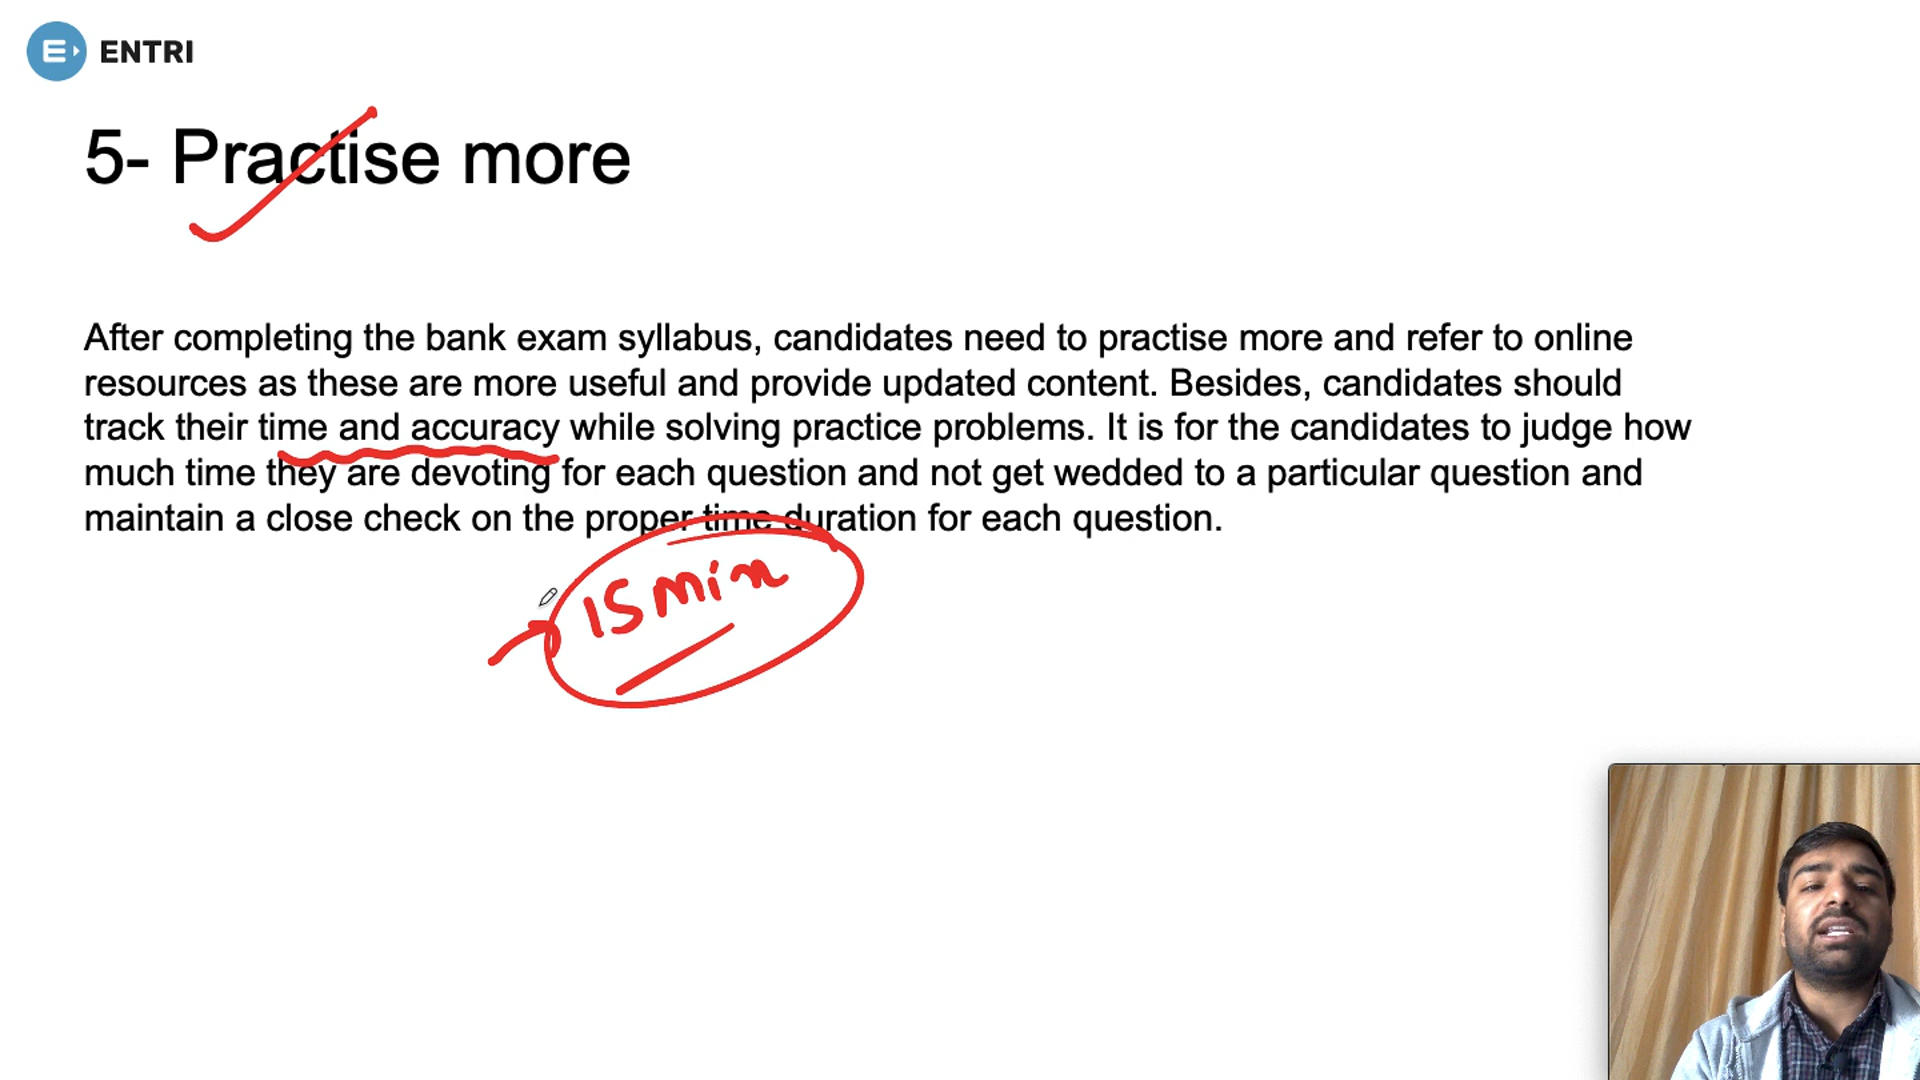 E ENTRI
5- Practise more
After completing the bank exam syllabus, candidates need to practise more and refer to online
resources as these are more useful and provide updated content. Besides, candidates should
track their time and accuracy while solving practice problems. It is for the candidates to judge how
much time they are devoting for each question and not get wedded to a particular question and
maintain a close check on the proper time duration for each question.
15 min